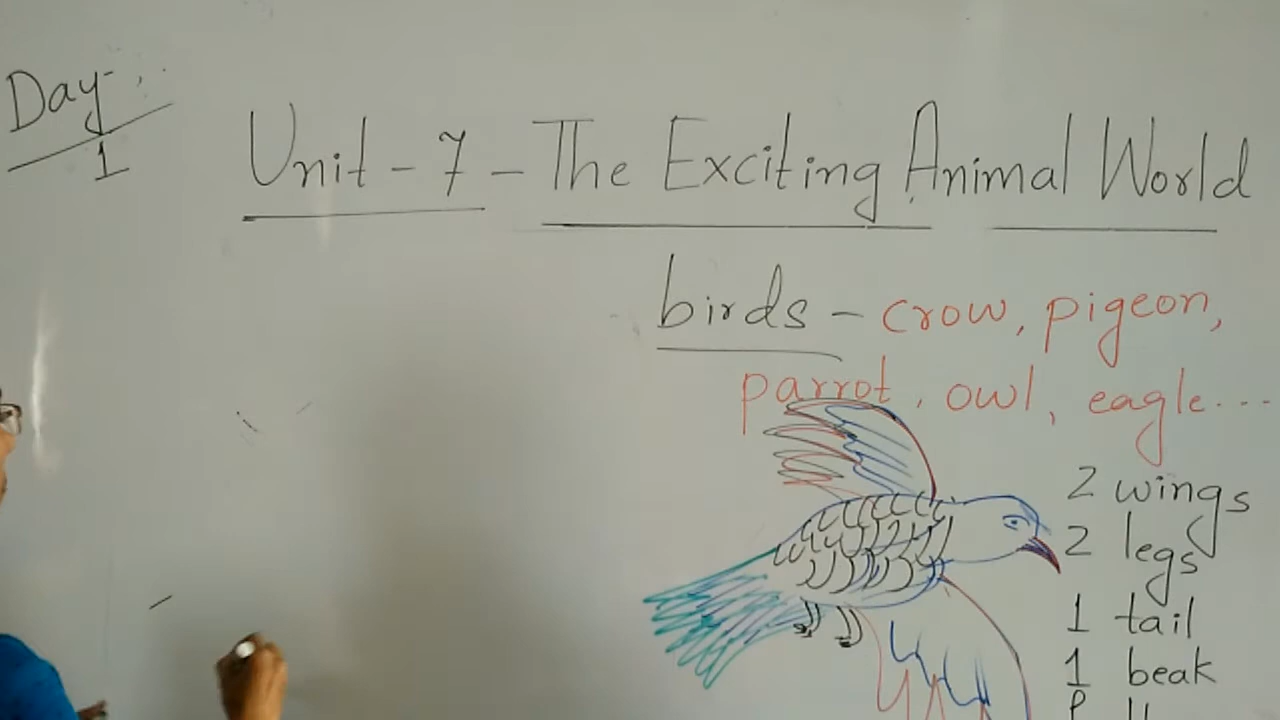 Day
1
Unit - 7 - The Exciting Animal World
birds - crow, pigeon,
parrot, owl, eagle...
2 wings
2 legs
1 tail
1 beak